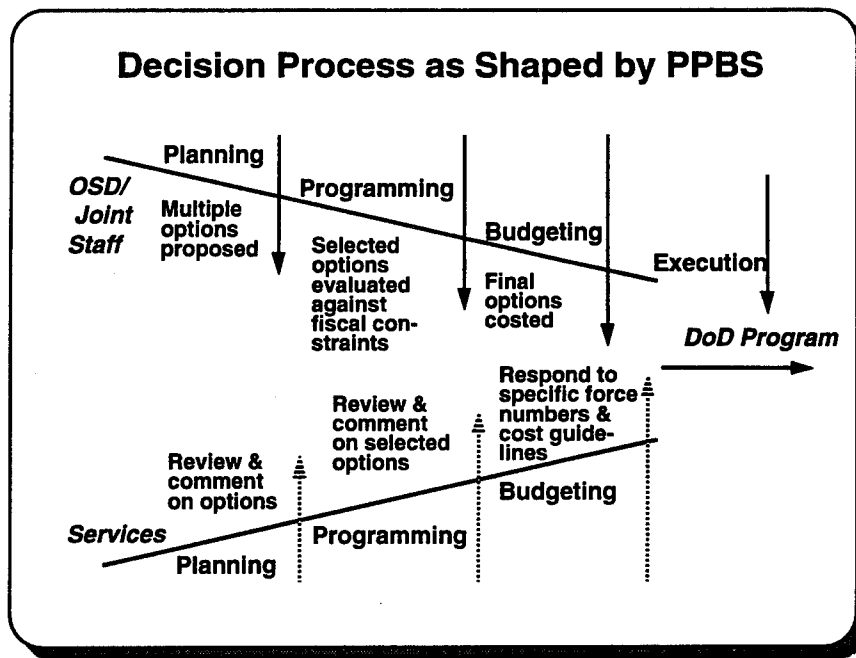 Decision Process as Shaped by PPBS
Planning
OSD/
Joint
Staff
Multiple
options
proposed
Programming
Selected
options
evaluated
against
fiscal con-
straints
Budgeting
Final
options
costed
Execution
DoD Program
Respond to
specific force
numbers &
cost guide-
lines
Review &
comment
on selected
options
Review &
comment
on options
Services
Planning
Programming
Budgeting